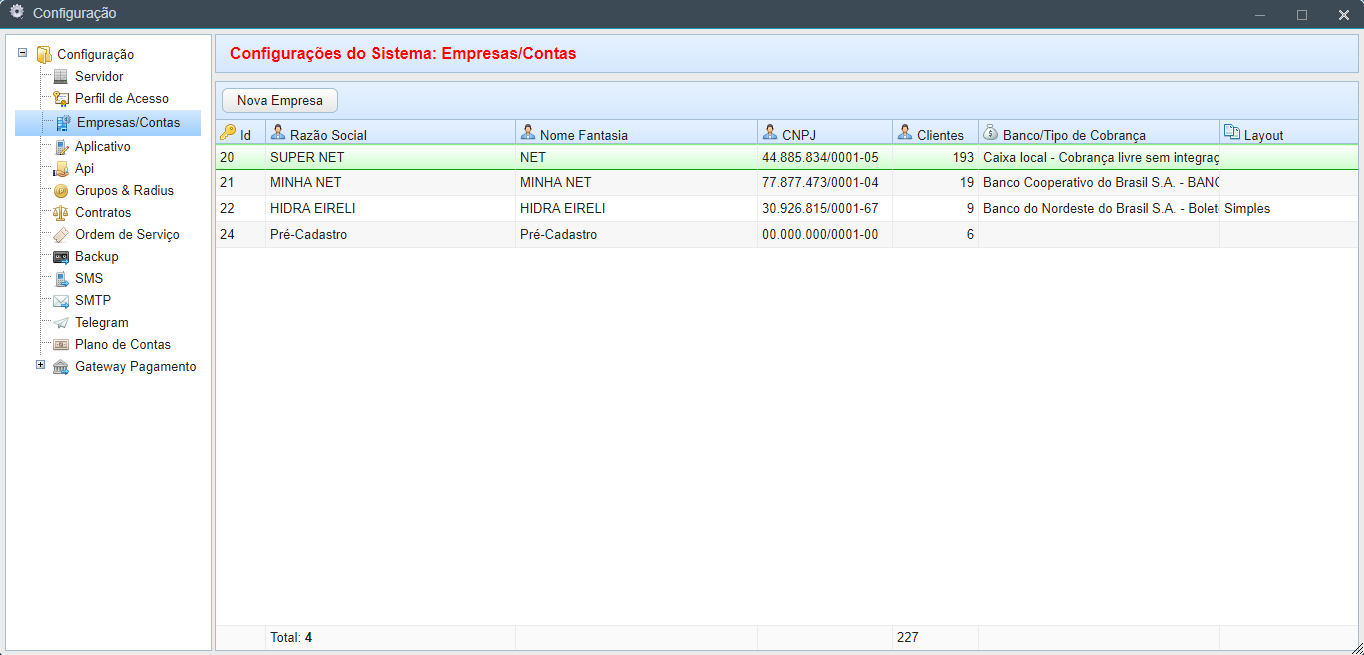 Configuração
Configuração
Servidor
Perfil de Acesso
Empresas/Contas
Aplicativo
Api
Grupos & Radius
Contratos
Ordem de Serviço
Backup
SMS
SMTP
Telegram
Plano de Contas
Gateway Pagamento
Configurações do Sistema: Empresas/Contas
Nova Empresa
Id Razão Social Nome Fantasia CNPJ Clientes Banco/Tipo de Cobrança Layout
20 SUPER NET NET 44.885.834/0001-05 193 Caixa local - Cobrança livre sem integraç
21 MINHA NET MINHA NET 77.877.473/0001-04 19 Banco Cooperativo do Brasil S.A. - BANC
22 HIDRA EIRELI HIDRA EIRELI 30.926.815/0001-67 9 Banco do Nordeste do Brasil S.A. - Bolet Simples
24 Pré-Cadastro Pré-Cadastro 00.000.000/0001-00 6
Total: 4 227